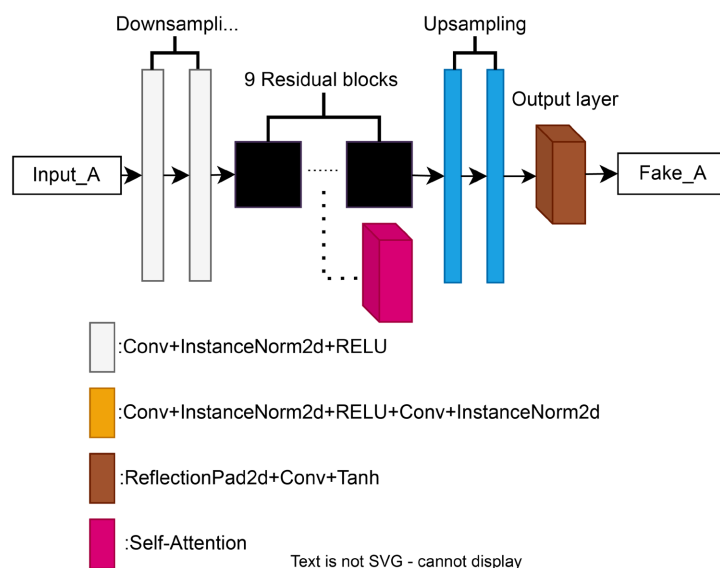 Downsampli...
Upsampling
9 Residual blocks
Output layer
Input_A
Fake_A
:Conv+InstanceNorm2d+RELU
:Conv+InstanceNorm2d+RELU+Conv+InstanceNorm2d
:ReflectionPad2d+Conv+Tanh
:Self-Attention
Text is not SVG - cannot display